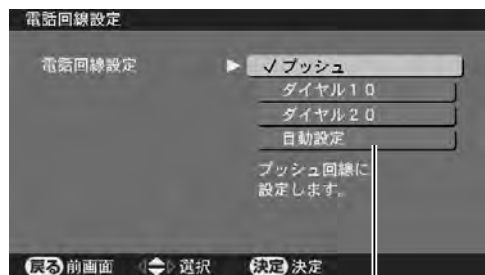 電話回線設定
電話回線設定 ▶ ✓プッシュ
ダイヤル10
ダイヤル20
自動設定
プッシュ回線に
設定します。
戻る 前画面 選択 決定 決定